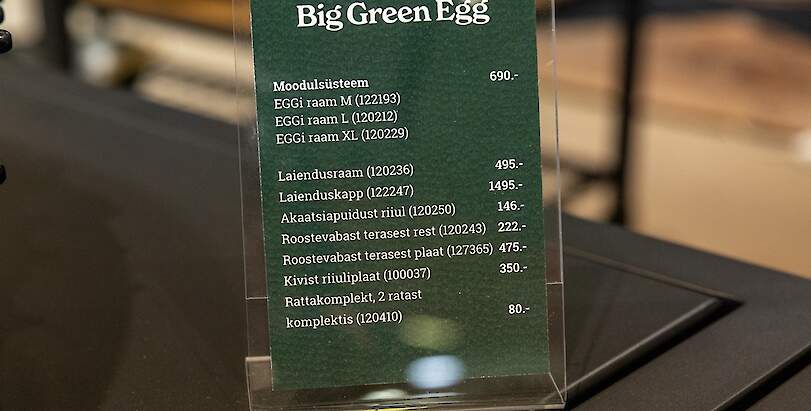 Big Green Egg
Moodulsüsteem 690.-
EGGi raam M (122193)
EGGi raam L (120212)
EGGi raam XL (120229)
Laiendusraam (120236) 495.-
Laienduskapp (122247) 1495.-
Akaatsiapuidust riiul (120250) 146.-
Roostevabast terasest rest (120243) 222.-
Roostevabast terasest plaat (127365) 475.-
Kivist riiuliplaat (100037) 350.-
Rattakomplekt, 2 ratast
komplektis (120410) 80.-